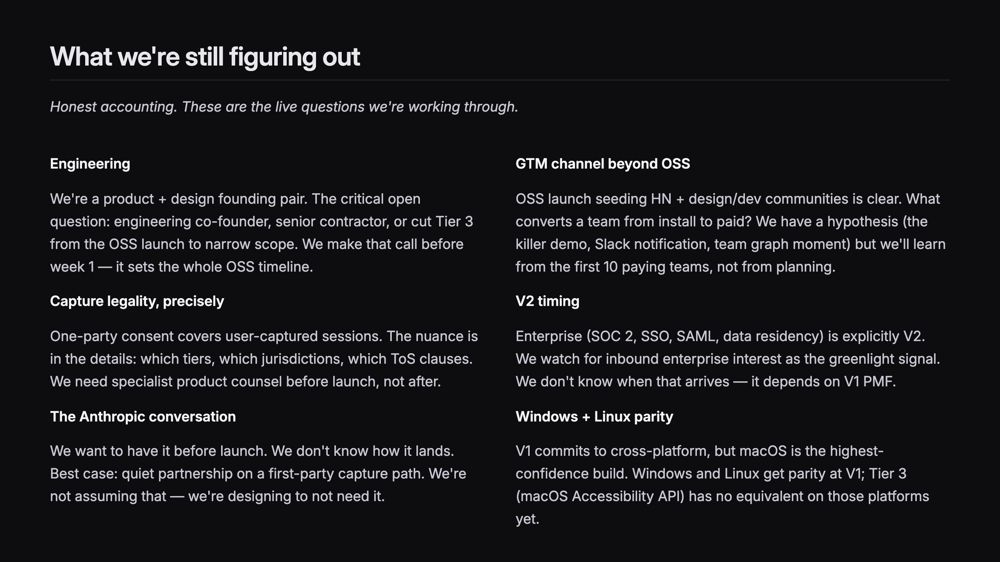 What we're still figuring out
Honest accounting. These are the live questions we're working through.
Engineering
We're a product + design founding pair. The critical open
question: engineering co-founder, senior contractor, or cut Tier 3
from the OSS launch to narrow scope. We make that call before
week 1 — it sets the whole OSS timeline.
Capture legality, precisely
One-party consent covers user-captured sessions. The nuance is
in the details: which tiers, which jurisdictions, which ToS clauses.
We need specialist product counsel before launch, not after.
The Anthropic conversation
We want to have it before launch. We don't know how it lands.
Best case: quiet partnership on a first-party capture path. We're
not assuming that — we're designing to not need it.
GTM channel beyond OSS
OSS launch seeding HN + design/dev communities is clear. What
converts a team from install to paid? We have a hypothesis (the
killer demo, Slack notification, team graph moment) but we'll learn
from the first 10 paying teams, not from planning.
V2 timing
Enterprise (SOC 2, SSO, SAML, data residency) is explicitly V2.
We watch for inbound enterprise interest as the greenlight signal.
We don't know when that arrives — it depends on V1 PMF.
Windows + Linux parity
V1 commits to cross-platform, but macOS is the highest-
confidence build. Windows and Linux get parity at V1; Tier 3
(macOS Accessibility API) has no equivalent on those platforms
yet.